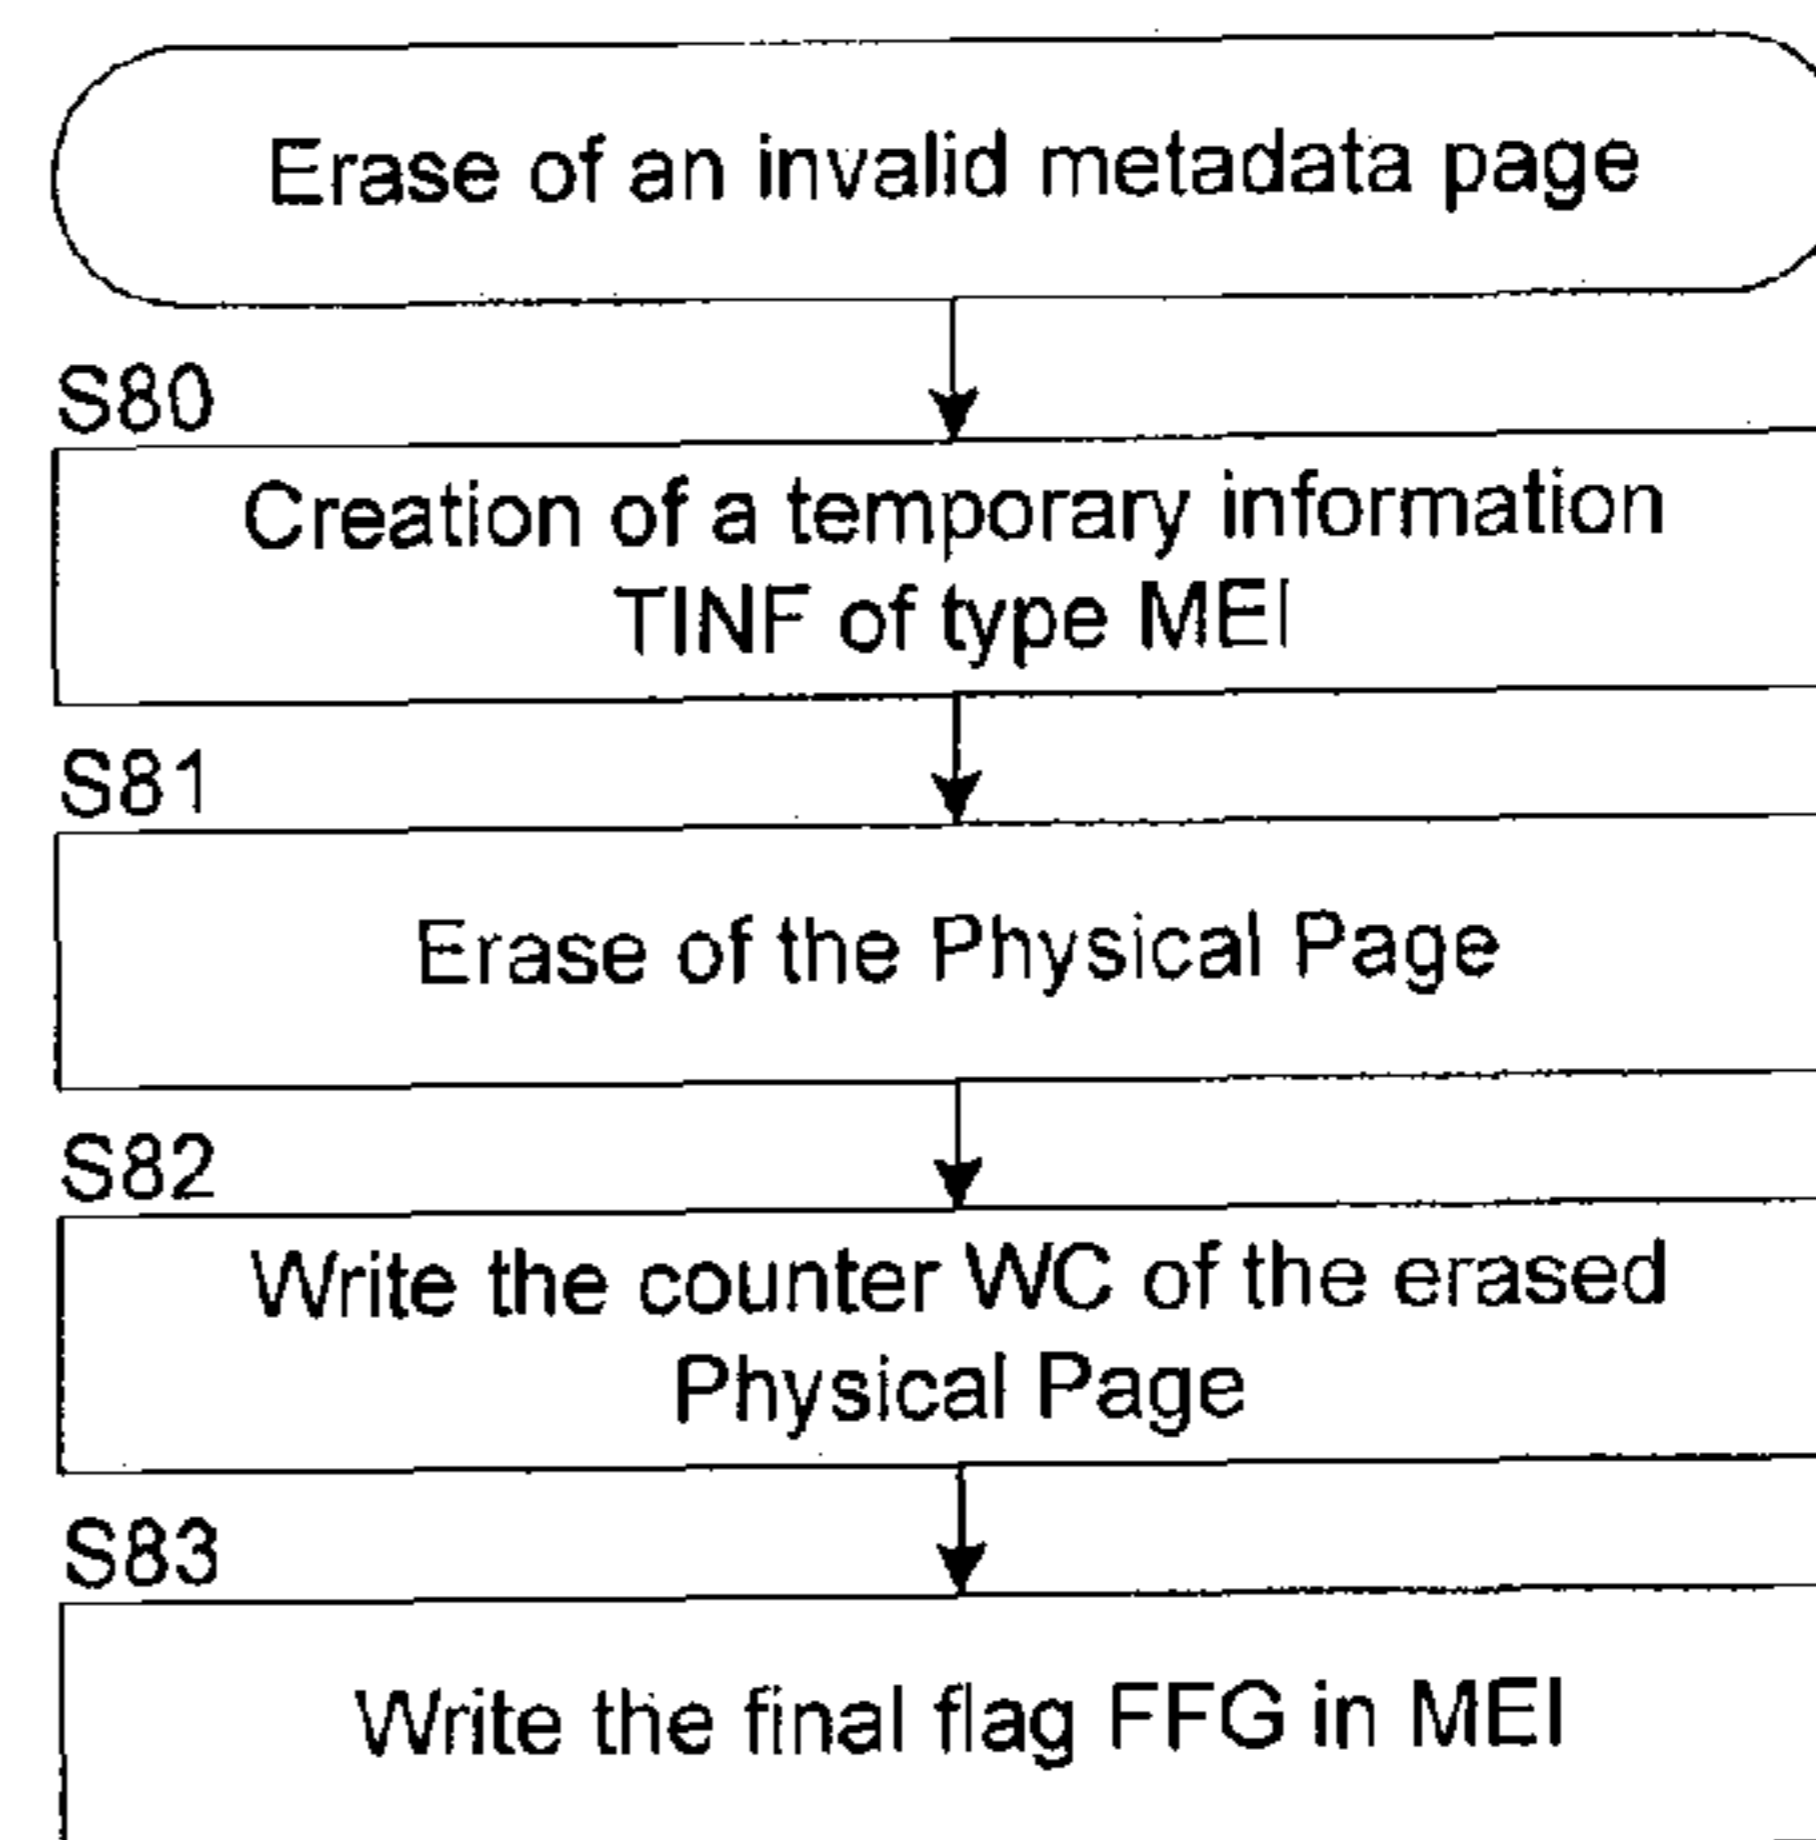 Erase of an invalid metadata page
S80
Creation of a temporary information
TINF of type MEI
S81
Erase of the Physical Page
S82
Write the counter WC of the erased
Physical Page
S83
Write the final flag FFG in MEI